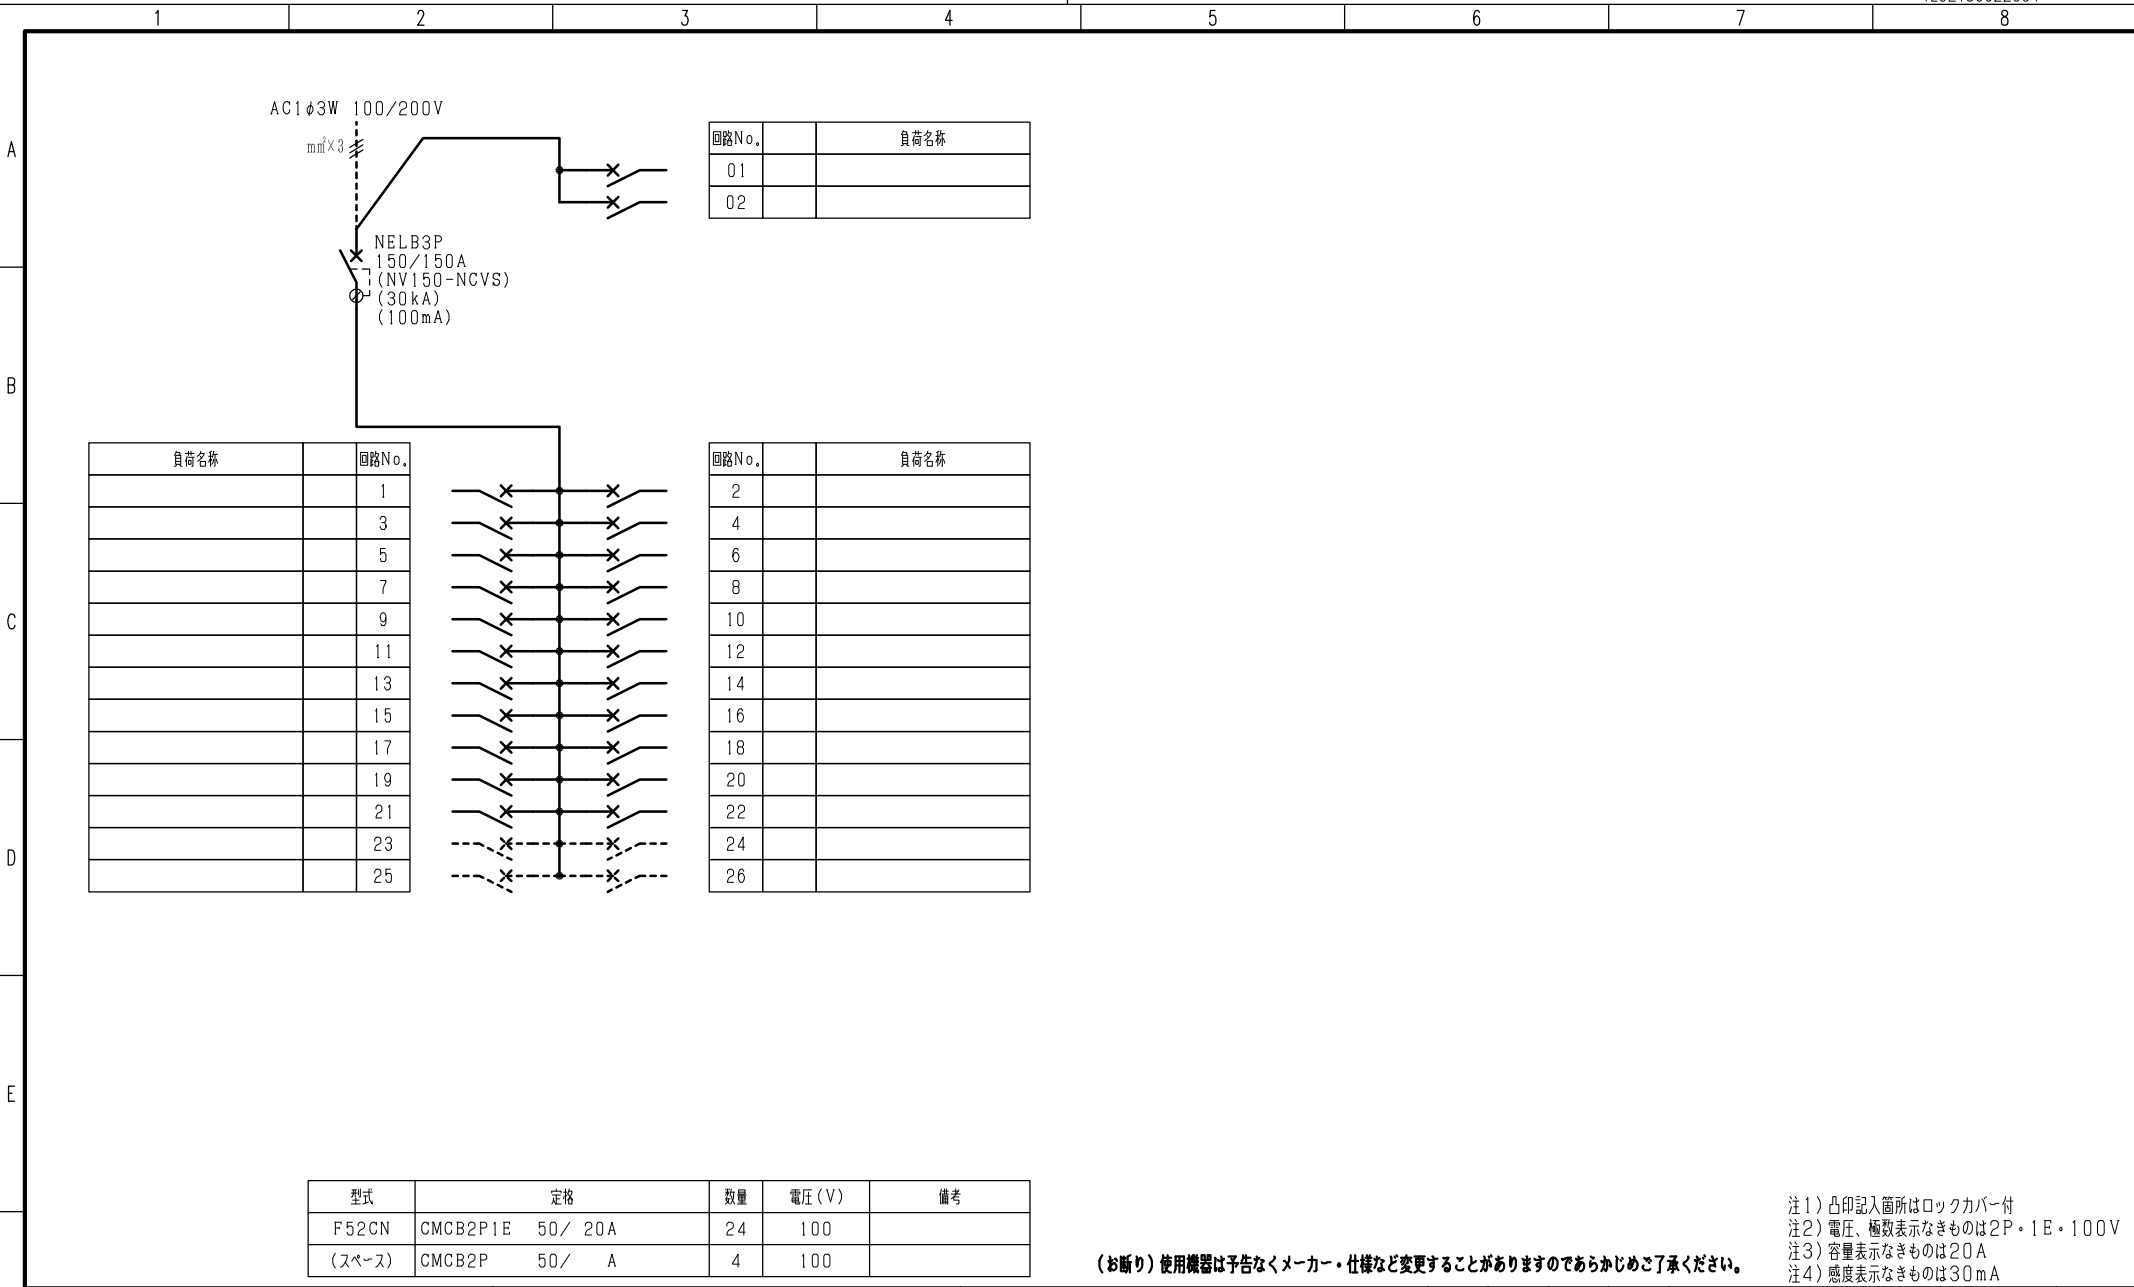 1 2 3 4 5 6 7 8
A
B
C
D
E
AC1φ3W 100/200V
mm²×3
NELB3P
150/150A
(NV150-NCVS)
(30kA)
(100mA)
回路No. 負荷名称
01
02
負荷名称 回路No.
1
3
5
7
9
11
13
15
17
19
21
23
25
回路No. 負荷名称
2
4
6
8
10
12
14
16
18
20
22
24
26
型式 定格 数量 電圧(V) 備考
F52CN CMCB2P1E 50/ 20A 24 100
(スペース) CMCB2P 50/ A 4 100
(お断り)使用機器は予告なくメーカー・仕様など変更することがありますのであらかじめご了承ください。
注1)凸印記入箇所はロックカバー付
注2)電圧、極数表示なきものは2P・1E・100V
注3)容量表示なきものは20A
注4)感度表示なきものは30mA